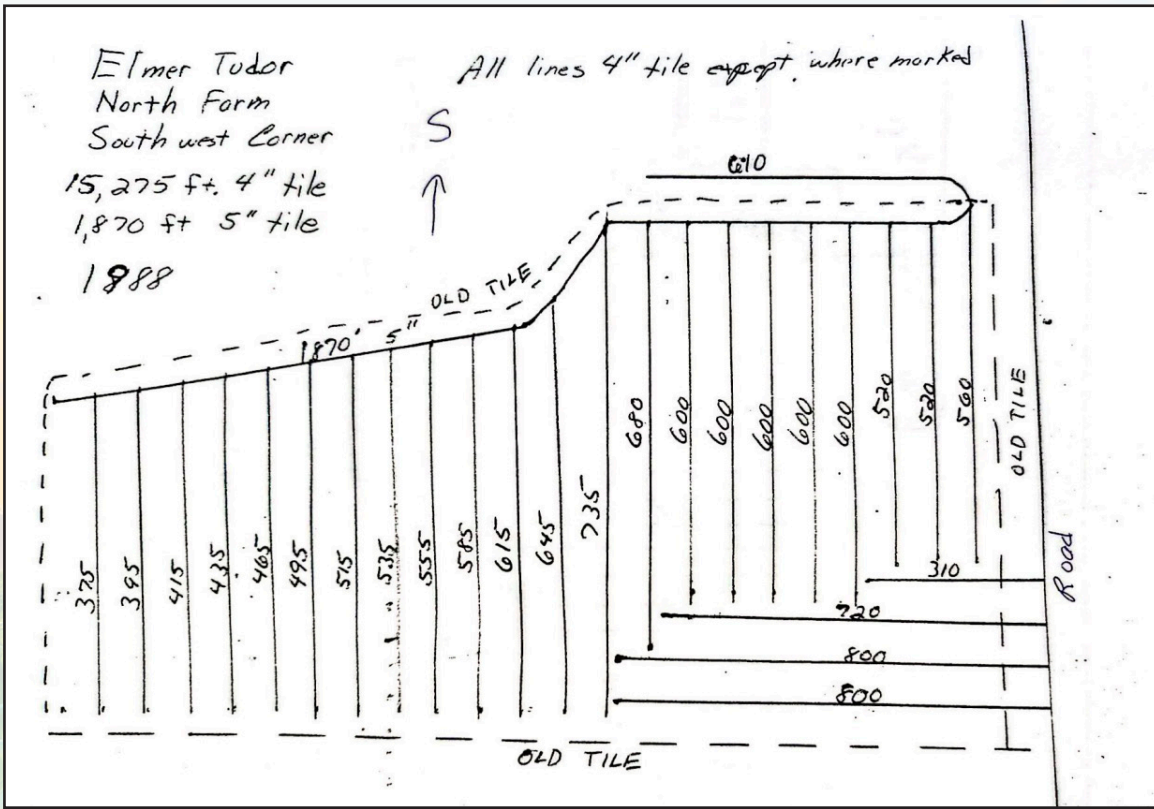 Elmer Tudor
North Farm
Southwest Corner
15,275 ft. 4" tile
1,870 ft 5" tile
1988
All lines 4" tile except where marked
S
610
OLD TILE
1870' 5"
375
395
415
435
465
495
515
535
555
585
615
645
735
680
600
600
600
600
600
520
520
560
OLD TILE
Road
310
720
800
800
OLD TILE